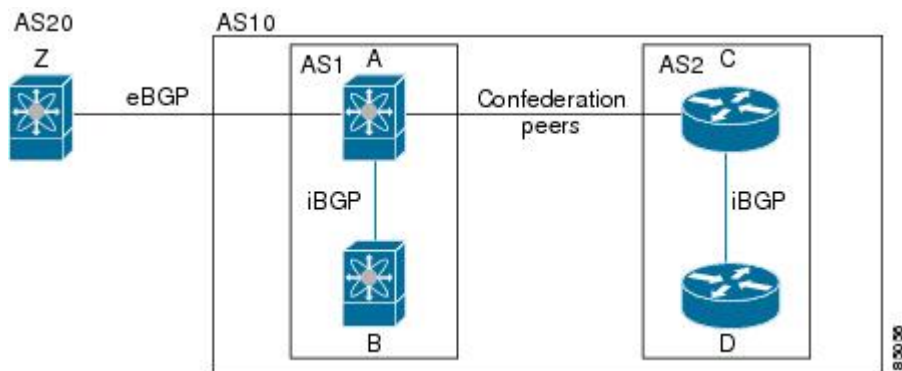 AS20
AS10
Z
AS1
A
AS2
C
eBGP
Confederation
peers
iBGP
iBGP
B
D